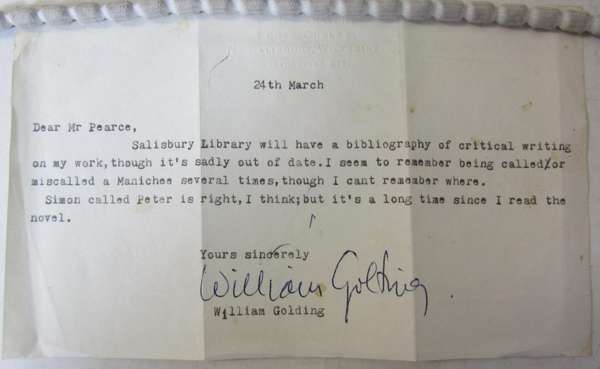 24th March
Dear Mr Pearce,
Salisbury Library will have a bibliography of critical writing
on my work,though it's sadly out of date.I seem to remember being called/or
miscalled a Manichee several times,though I cant remember where.
Simon called Peter is right,I think;but it's a long time since I read the
novel.
Yours sincerely
William Golding
William Golding